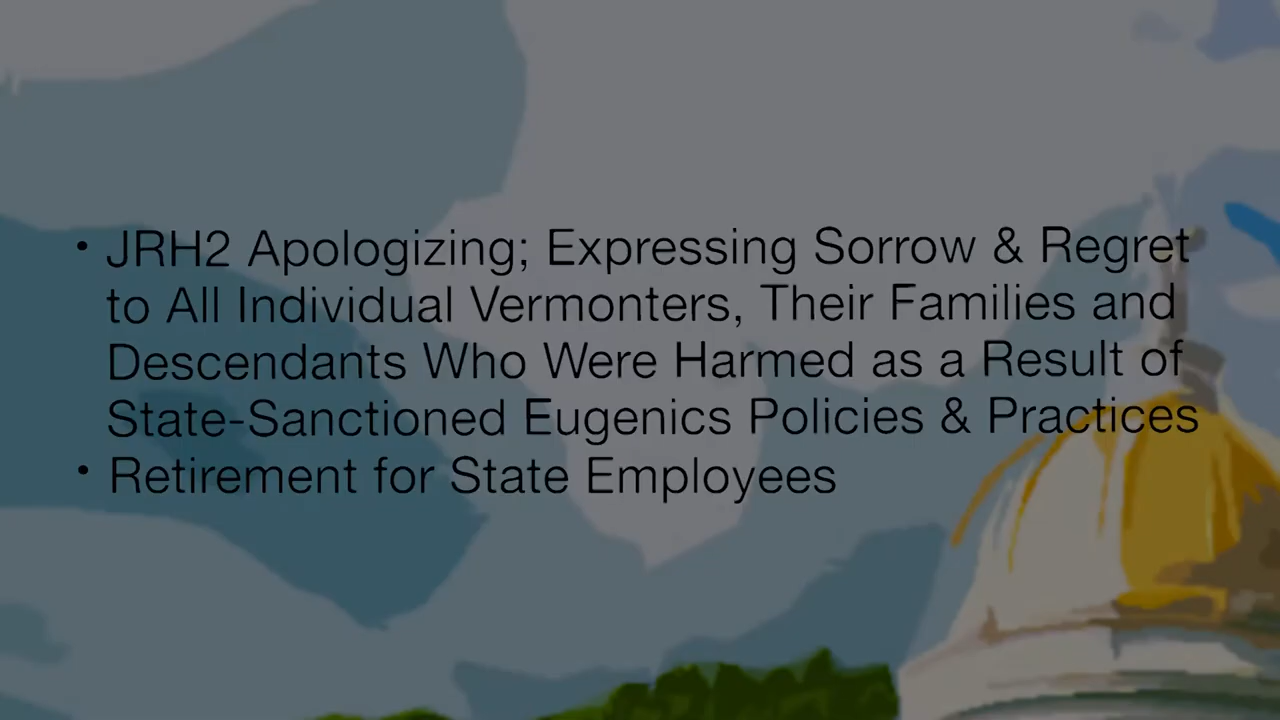 • JRH2 Apologizing; Expressing Sorrow & Regret
to All Individual Vermonters, Their Families and
Descendants Who Were Harmed as a Result of
State-Sanctioned Eugenics Policies & Practices
• Retirement for State Employees